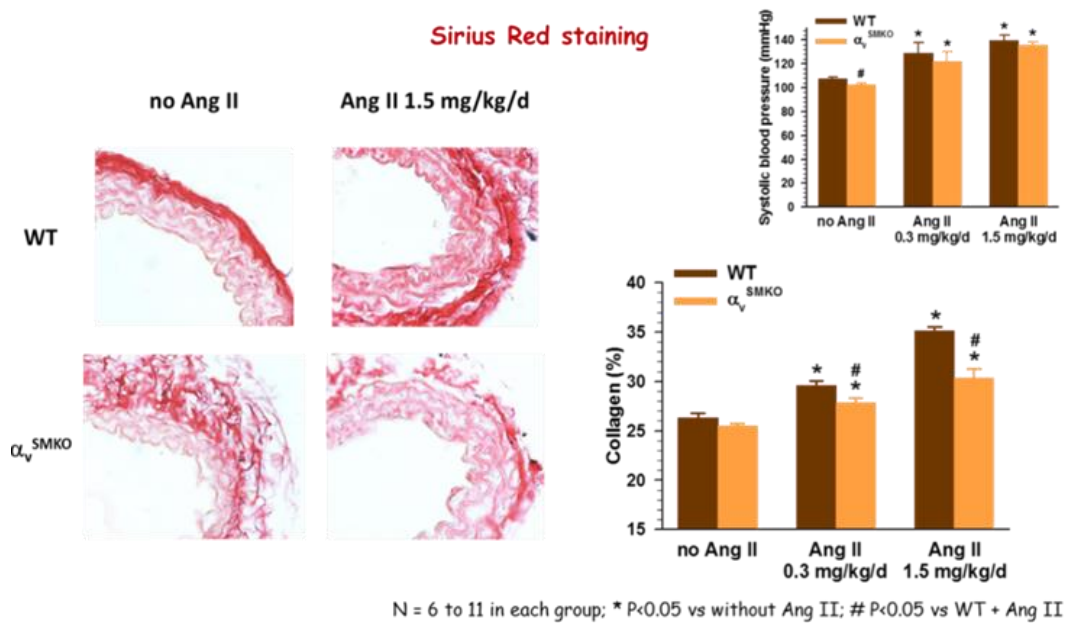 Sirius Red staining
no Ang II
Ang II 1.5 mg/kg/d
WT
αᵥSMKO
WT
αᵥSMKO
Systolic blood pressure (mmHg)
140
120
100
80
60
40
20
0
#
*
*
*
*
no Ang II
Ang II
0.3 mg/kg/d
Ang II
1.5 mg/kg/d
WT
αᵥSMKO
Collagen (%)
40
35
30
25
20
15
*
#
*
*
#
*
no Ang II
Ang II
0.3 mg/kg/d
Ang II
1.5 mg/kg/d
N = 6 to 11 in each group; * P<0.05 vs without Ang II; # P<0.05 vs WT + Ang II